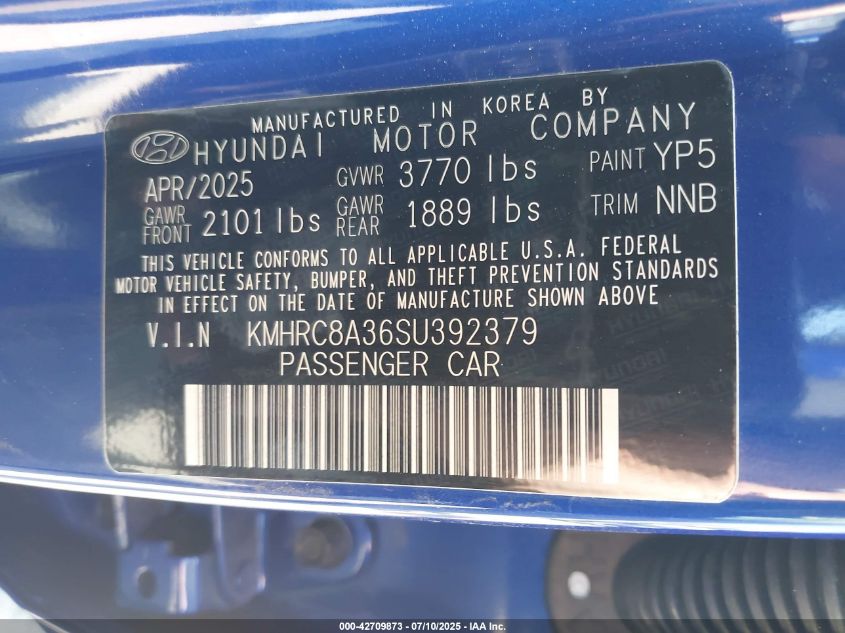 MANUFACTURED IN KOREA BY
HYUNDAI MOTOR COMPANY
APR/2025 GVWR 3770 lbs PAINT YP5
GAWR FRONT 2101 lbs GAWR REAR 1889 lbs TRIM NNB
THIS VEHICLE CONFORMS TO ALL APPLICABLE U.S.A. FEDERAL
MOTOR VEHICLE SAFETY, BUMPER, AND THEFT PREVENTION STANDARDS
IN EFFECT ON THE DATE OF MANUFACTURE SHOWN ABOVE
V.I.N KMHRC8A36SU392379
PASSENGER CAR
000-42709873 - 07/10/2025 - IAA Inc.